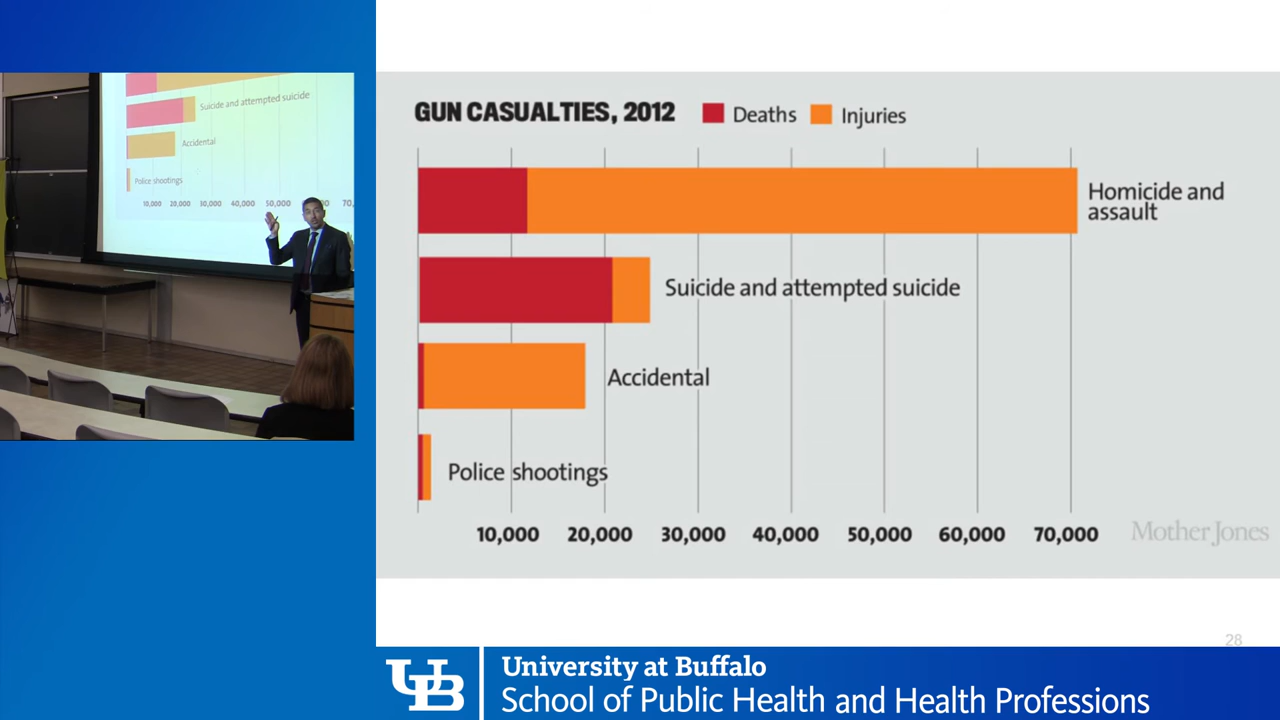 Suicide and attempted suicide
Accidental
Police shootings
10,000 20,000 30,000 40,000 50,000
70,
GUN CASUALTIES, 2012 Deaths Injuries
Homicide and
assault
Suicide and attempted suicide
Accidental
Police shootings
10,000 20,000 30,000 40,000 50,000 60,000 70,000
Mother Jones
28
UB
University at Buffalo
School of Public Health and Health Professions